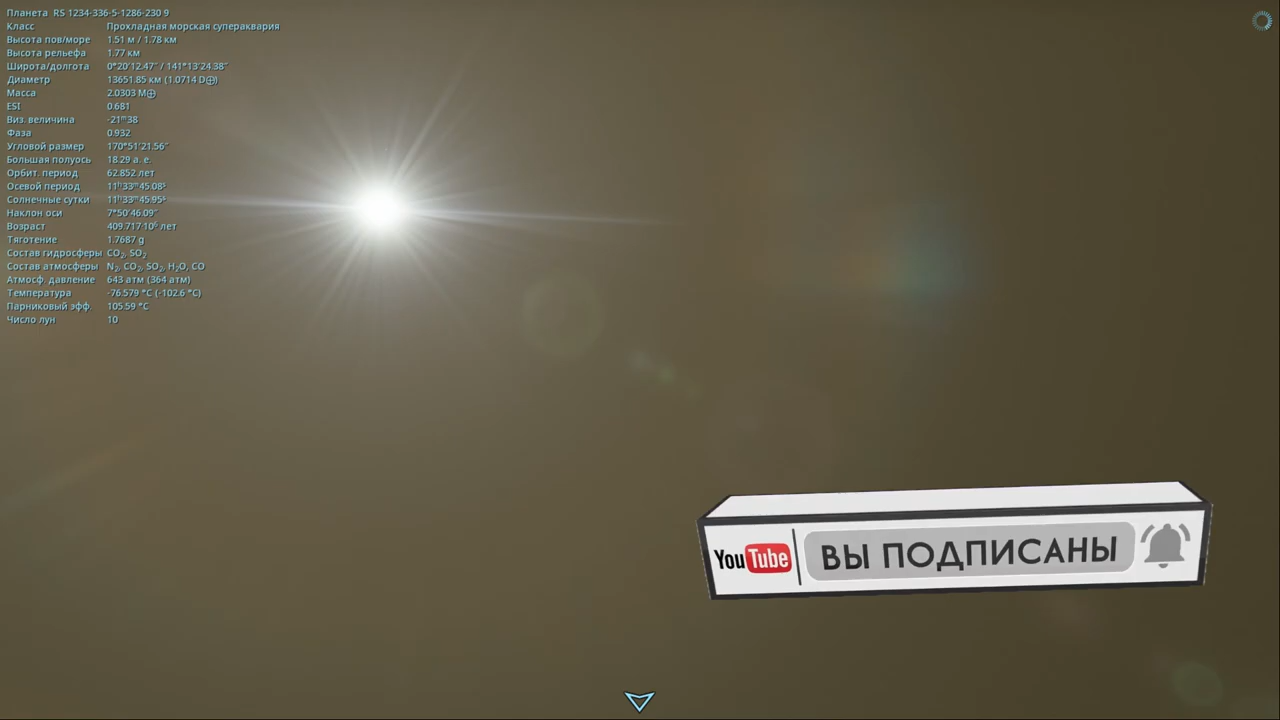 Планета RS 1234-336-5-1286-230 9
Класс Прохладная морская супераквария
Высота пов/море 1.51 м / 1.78 км
Высота рельефа 1.77 км
Широта/долгота 0°20'12.47" / 141°13'24.38"
Диаметр 13651.85 км (1.0714 D⊕)
Масса 2.0303 M⊕
ESI 0.681
Виз. величина -21ᵐ38
Фаза 0.932
Угловой размер 170°51'21.56"
Большая полуось 18.29 а. е.
Орбит. период 62.852 лет
Осевой период 11ʰ33ᵐ45.08ˢ
Солнечные сутки 11ʰ33ᵐ45.95ˢ
Наклон оси 7°50'46.09"
Возраст 409.717·10⁶ лет
Тяготение 1.7687 g
Состав гидросферы CO₂, SO₂
Состав атмосферы N₂, CO₂, SO₂, H₂O, CO
Атмосф. давление 643 атм (364 атм)
Температура -76.579 °C (-102.6 °C)
Парниковый эфф. 105.59 °C
Число лун 10
YouTube ВЫ ПОДПИСАНЫ